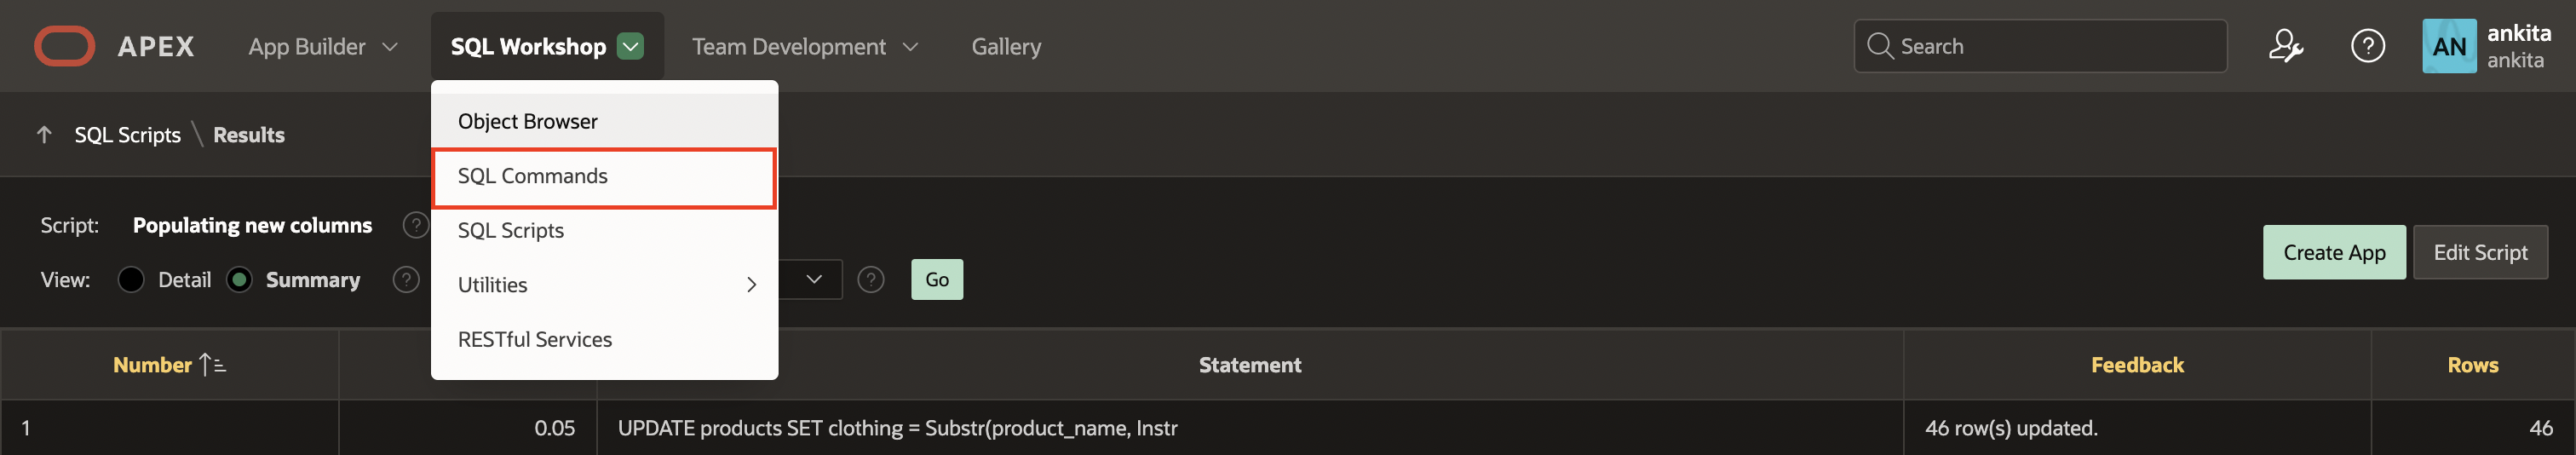 APEX App Builder SQL Workshop Team Development Gallery Search ? AN ankita
ankita
Object Browser
SQL Scripts \ Results
SQL Commands
Script: Populating new columns ?
SQL Scripts
Create App Edit Script
View: Detail Summary ? ? Go
Utilities
RESTful Services
Number Statement Feedback Rows
1 0.05 UPDATE products SET clothing = Substr(product_name, Instr 46 row(s) updated. 46